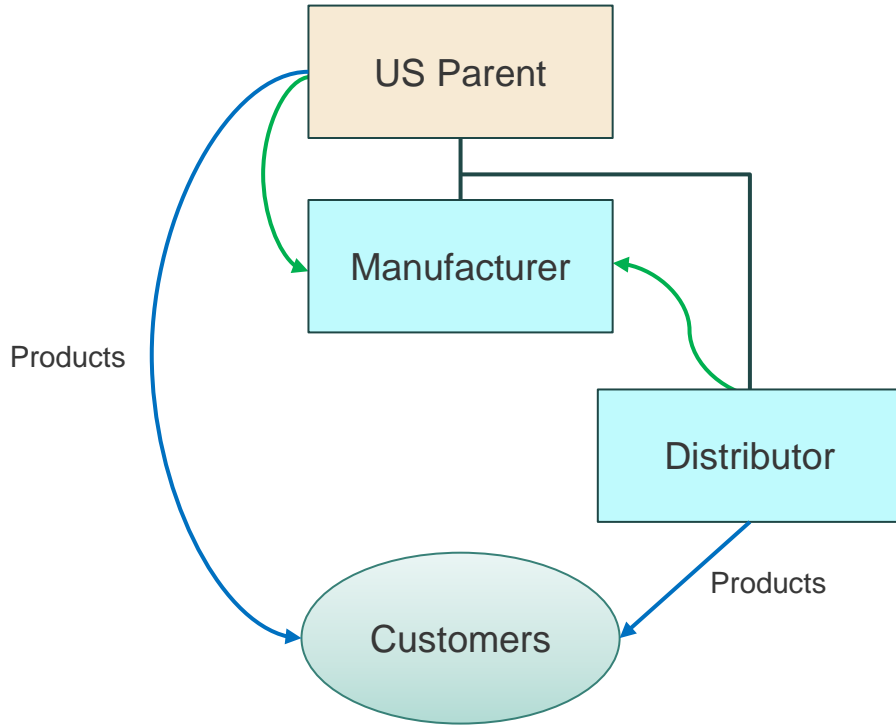 US Parent
Manufacturer
Products
Distributor
Products
Customers